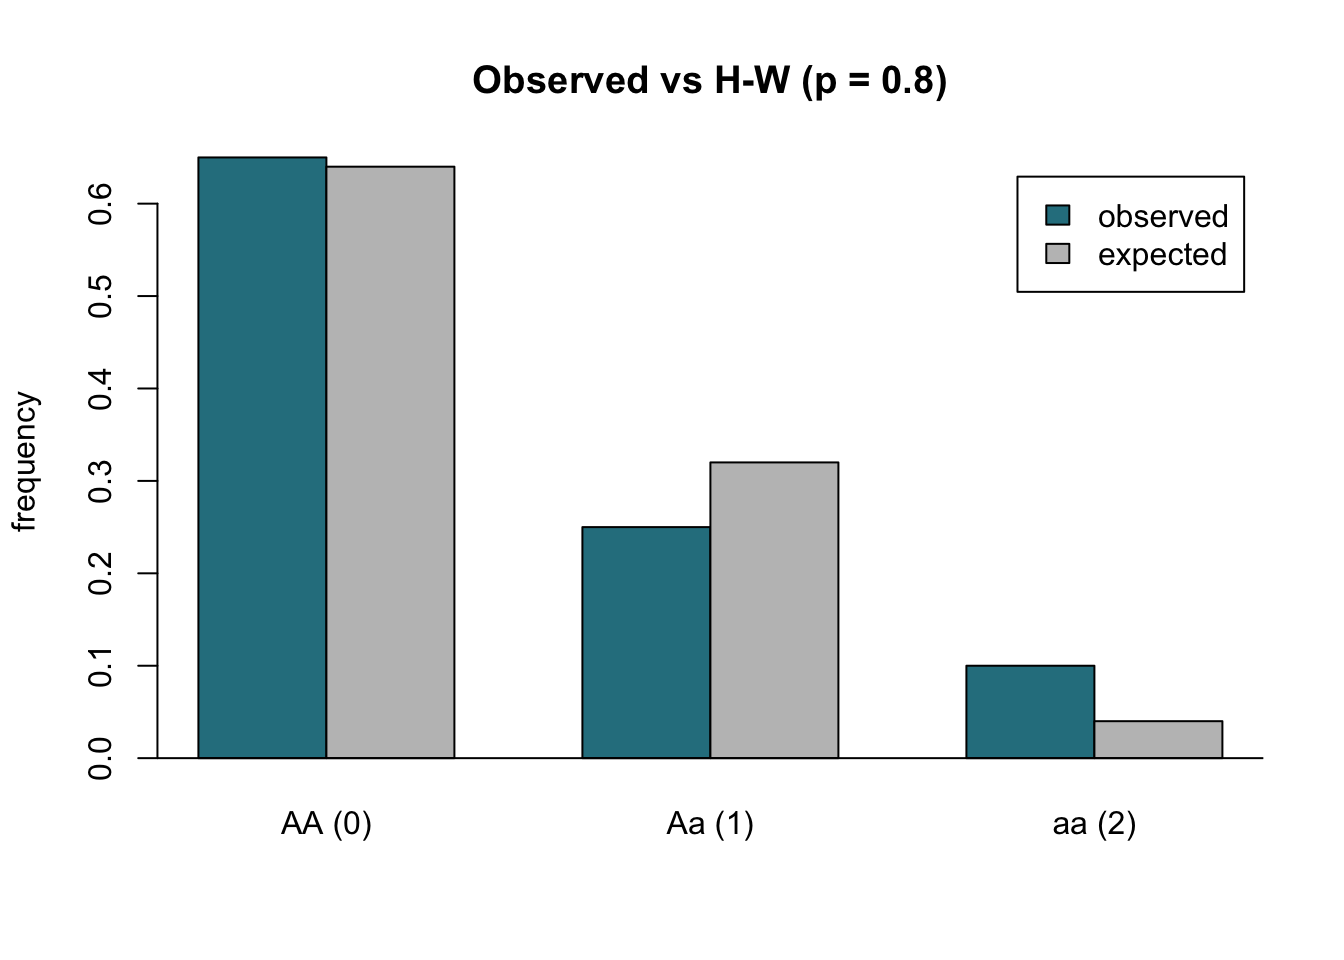 Observed vs H-W (p = 0.8)
observed
expected
frequency
0.6
0.5
0.4
0.3
0.2
0.1
0.0
AA (0)
Aa (1)
aa (2)